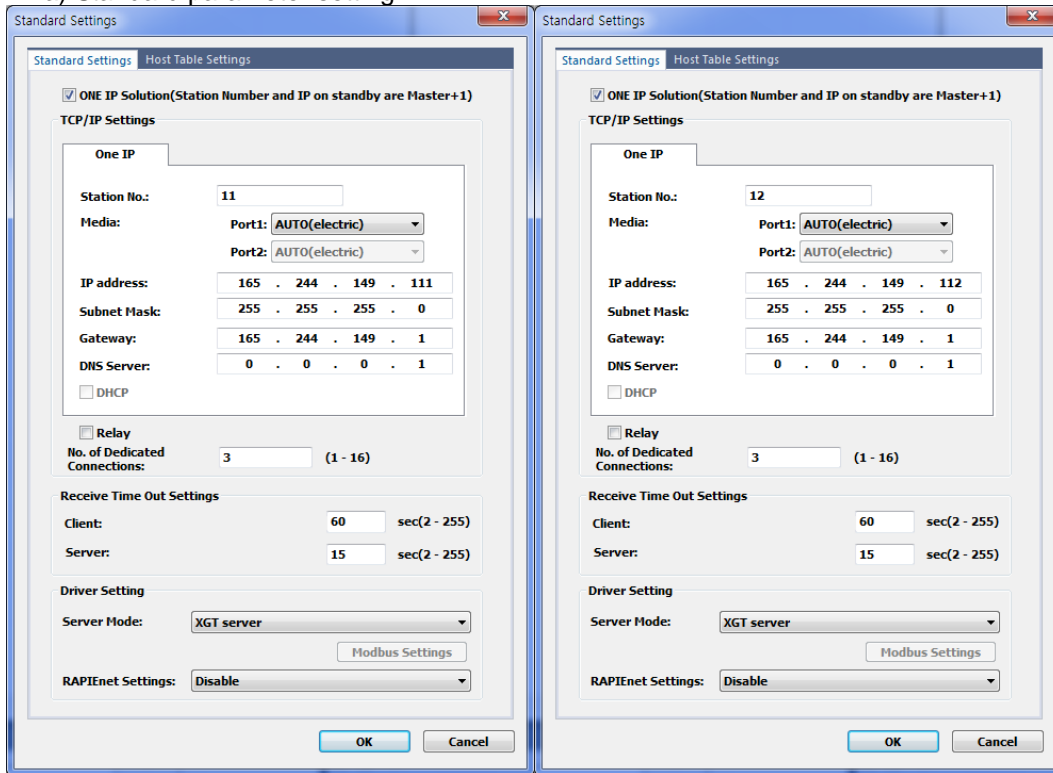 a) Standard parameter setting
Standard Settings
Standard Settings Host Table Settings
ONE IP Solution(Station Number and IP on standby are Master+1)
TCP/IP Settings
One IP
Station No.: 11
Media: Port1: AUTO(electric)
Port2: AUTO(electric)
IP address: 165 . 244 . 149 . 111
Subnet Mask: 255 . 255 . 255 . 0
Gateway: 165 . 244 . 149 . 1
DNS Server: 0 . 0 . 0 . 1
DHCP
Relay
No. of Dedicated
Connections: 3 (1 - 16)
Receive Time Out Settings
Client: 60 sec(2 - 255)
Server: 15 sec(2 - 255)
Driver Setting
Server Mode: XGT server
Modbus Settings
RAPIEnet Settings: Disable
OK Cancel
Standard Settings
Standard Settings Host Table Settings
ONE IP Solution(Station Number and IP on standby are Master+1)
TCP/IP Settings
One IP
Station No.: 12
Media: Port1: AUTO(electric)
Port2: AUTO(electric)
IP address: 165 . 244 . 149 . 112
Subnet Mask: 255 . 255 . 255 . 0
Gateway: 165 . 244 . 149 . 1
DNS Server: 0 . 0 . 0 . 1
DHCP
Relay
No. of Dedicated
Connections: 3 (1 - 16)
Receive Time Out Settings
Client: 60 sec(2 - 255)
Server: 15 sec(2 - 255)
Driver Setting
Server Mode: XGT server
Modbus Settings
RAPIEnet Settings: Disable
OK Cancel